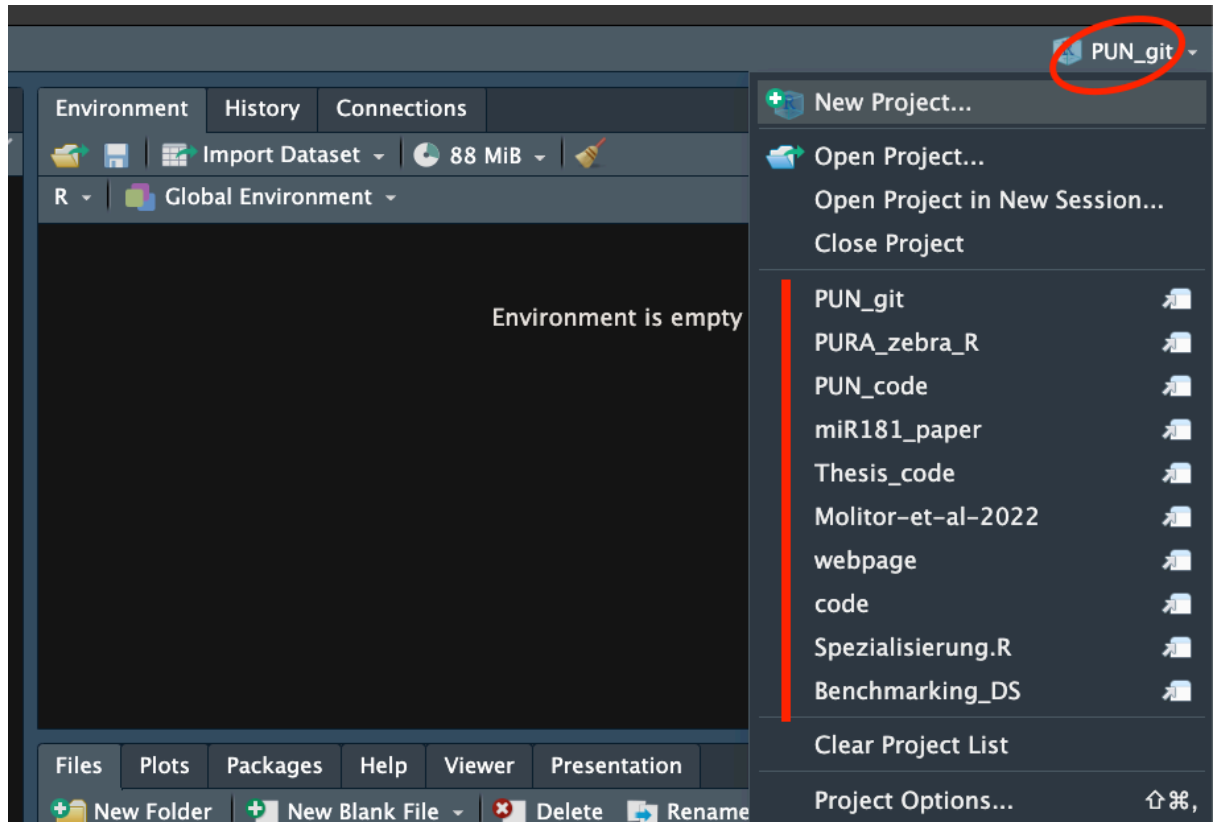 PUN_git
Environment History Connections
Import Dataset 88 MiB
R Global Environment
Environment is empty
New Project...
Open Project...
Open Project in New Session...
Close Project
PUN_git
PURA_zebra_R
PUN_code
miR181_paper
Thesis_code
Molitor-et-al-2022
webpage
code
Spezialisierung.R
Benchmarking_DS
Clear Project List
Project Options... ⇧⌘,
Files Plots Packages Help Viewer Presentation
New Folder New Blank File Delete Rename